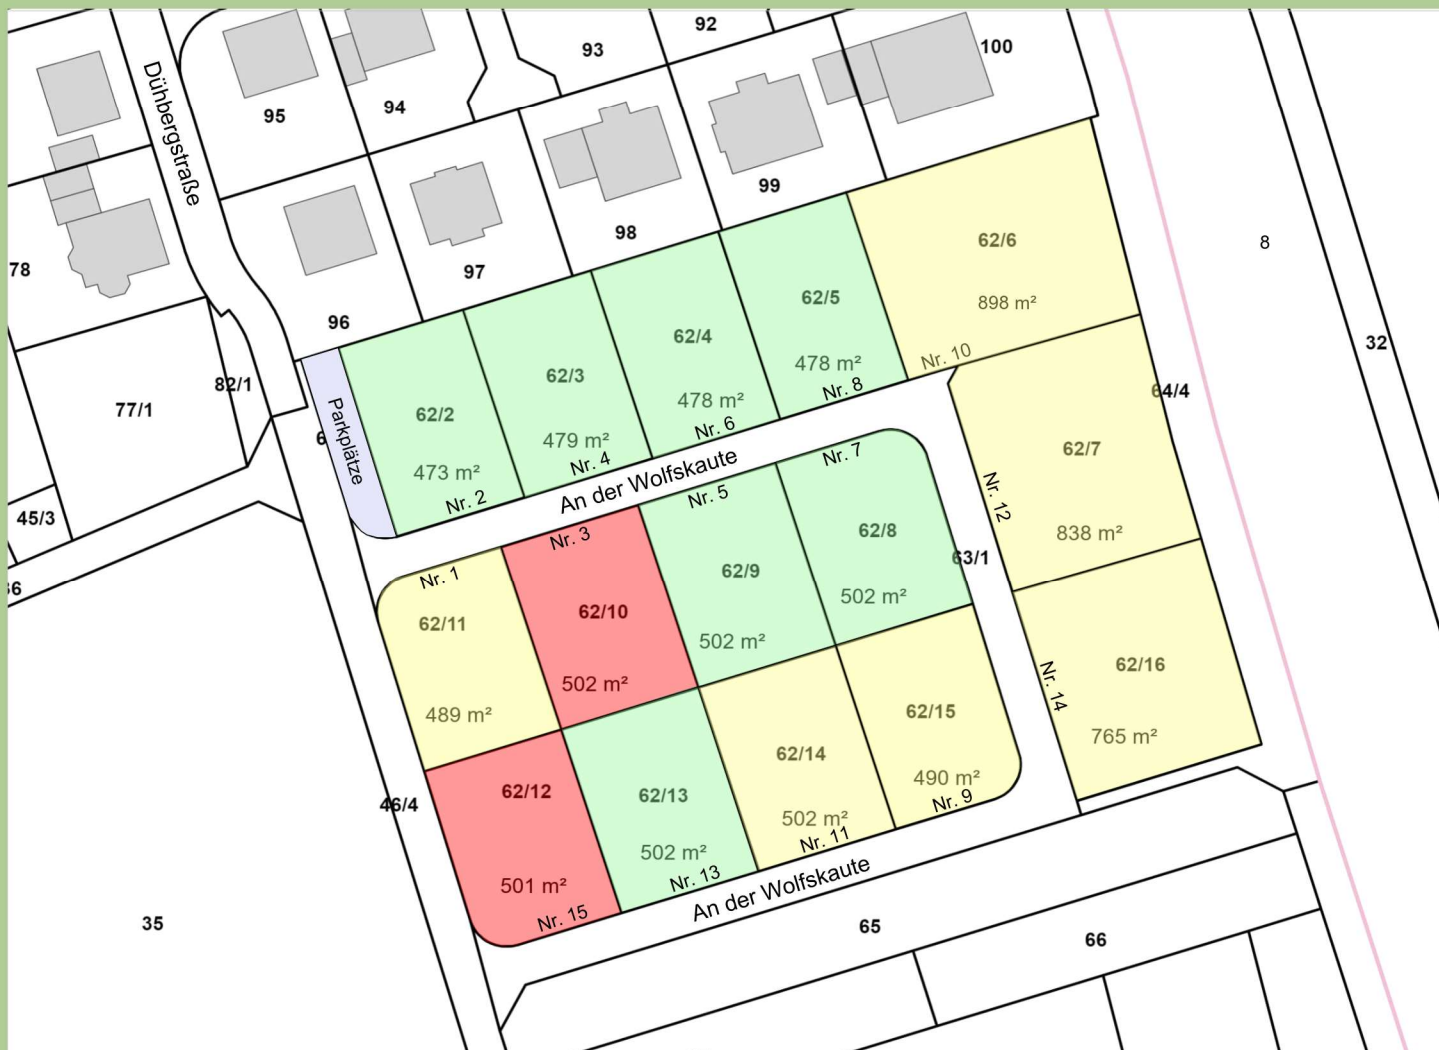 92
93
100
Dühbergstraße
95
94
99
98
97
78
96
62/6
898 m²
8
62/5
478 m²
Nr. 8
Nr. 10
32
62/4
478 m²
Nr. 6
62/3
479 m²
Nr. 4
62/2
473 m²
Nr. 2
Parkplätze
82/1
77/1
64/4
6
45/3
36
An der Wolfskaute
62/7
838 m²
Nr. 12
Nr. 7
62/8
502 m²
63/1
Nr. 5
62/9
502 m²
Nr. 3
62/10
502 m²
Nr. 1
62/11
489 m²
62/16
765 m²
Nr. 14
62/15
490 m²
Nr. 9
62/14
502 m²
Nr. 11
62/13
502 m²
Nr. 13
62/12
501 m²
Nr. 15
46/4
An der Wolfskaute
35
65
66